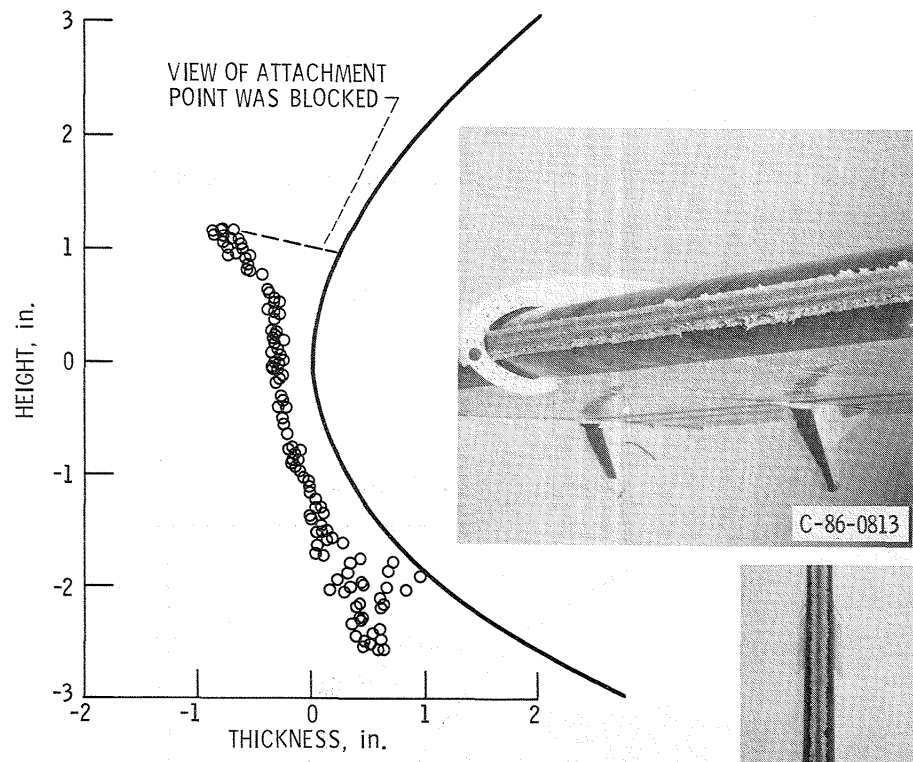 3
2
1
0
-1
-2
-3
HEIGHT, in.
VIEW OF ATTACHMENT
POINT WAS BLOCKED
-2
-1
0
1
2
THICKNESS, in.
C-86-0813